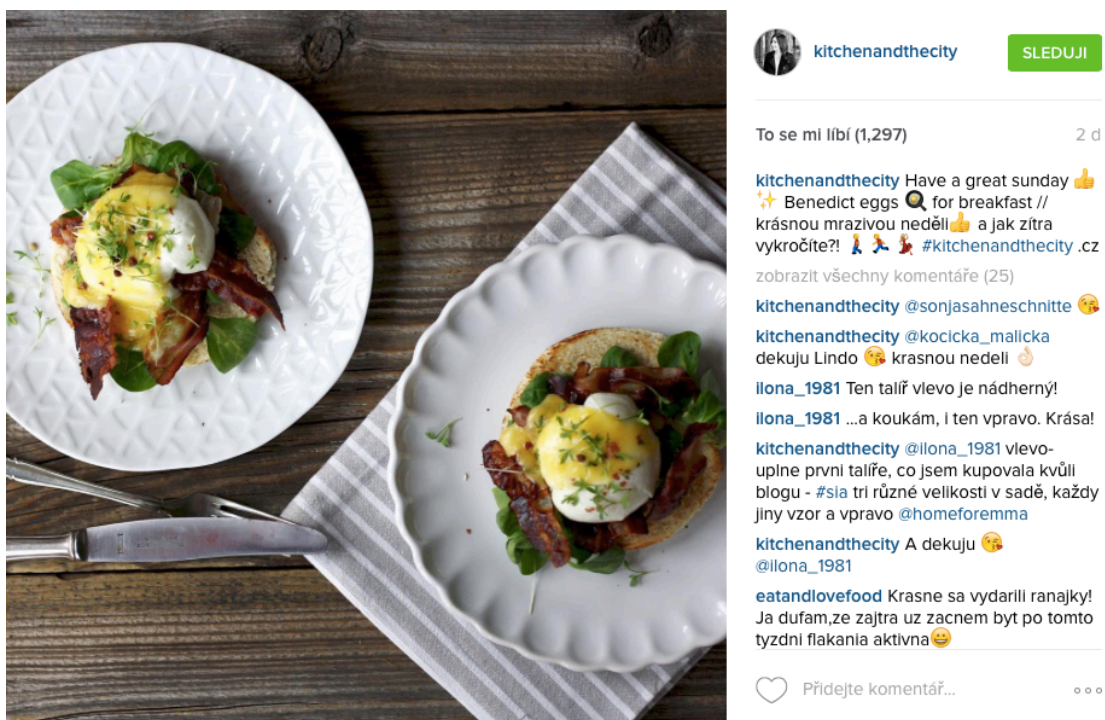 kitchenandthecity
SLEDUJI
To se mi líbí (1,297)
2 d
kitchenandthecity Have a great sunday 👍
✨ Benedict eggs 🍳 for breakfast //
krásnou mrazivou neděli👍 a jak zítra
vykročíte?! 🚶🏃💃 #kitchenandthecity .cz
zobrazit všechny komentáře (25)
kitchenandthecity @sonjasahneschnitte 😘
kitchenandthecity @kocicka_malicka
dekuju Lindo 😘 krasnou nedeli 👌🏻
ilona_1981 Ten talíř vlevo je nádherný!
ilona_1981 ...a koukám, i ten vpravo. Krása!
kitchenandthecity @ilona_1981 vlevo-
uplne prvni talíře, co jsem kupovala kvůli
blogu - #sia tri různé velikosti v sadě, každy
jiny vzor a vpravo @homeforemma
kitchenandthecity A dekuju 😘
@ilona_1981
eatandlovefood Krasne sa vydarili ranajky!
Ja dufam,ze zajtra uz zacnem byt po tomto
tyzdni flakania aktivna😀
Přidejte komentář...